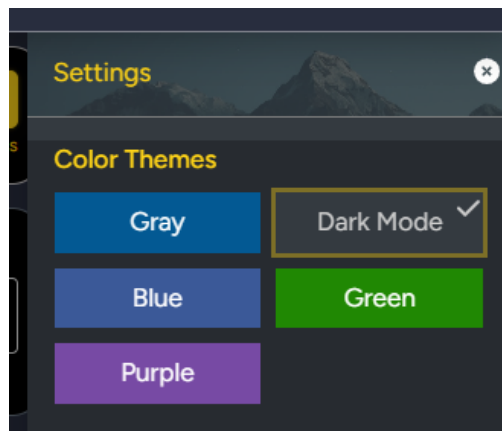 Settings
Color Themes
Gray
Dark Mode
Blue
Green
Purple